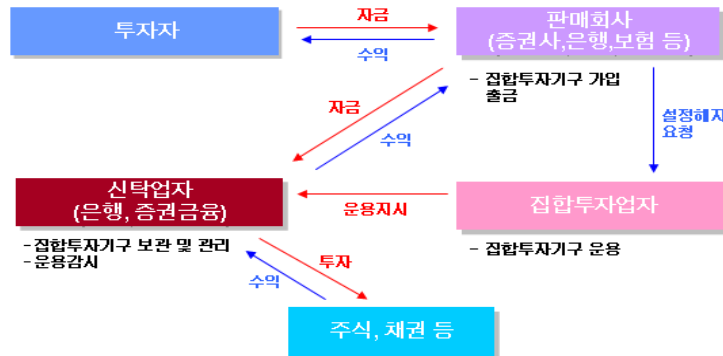 투자자
자금
수익
판매회사
(증권사,은행,보험 등)
- 집합투자기구 가입
출금
자금
수익
설정해지
요청
신탁업자
(은행, 증권금융)
운용지시
집합투자업자
-집합투자기구 보관 및 관리
-운용감시
- 집합투자기구 운용
투자
수익
주식, 채권 등